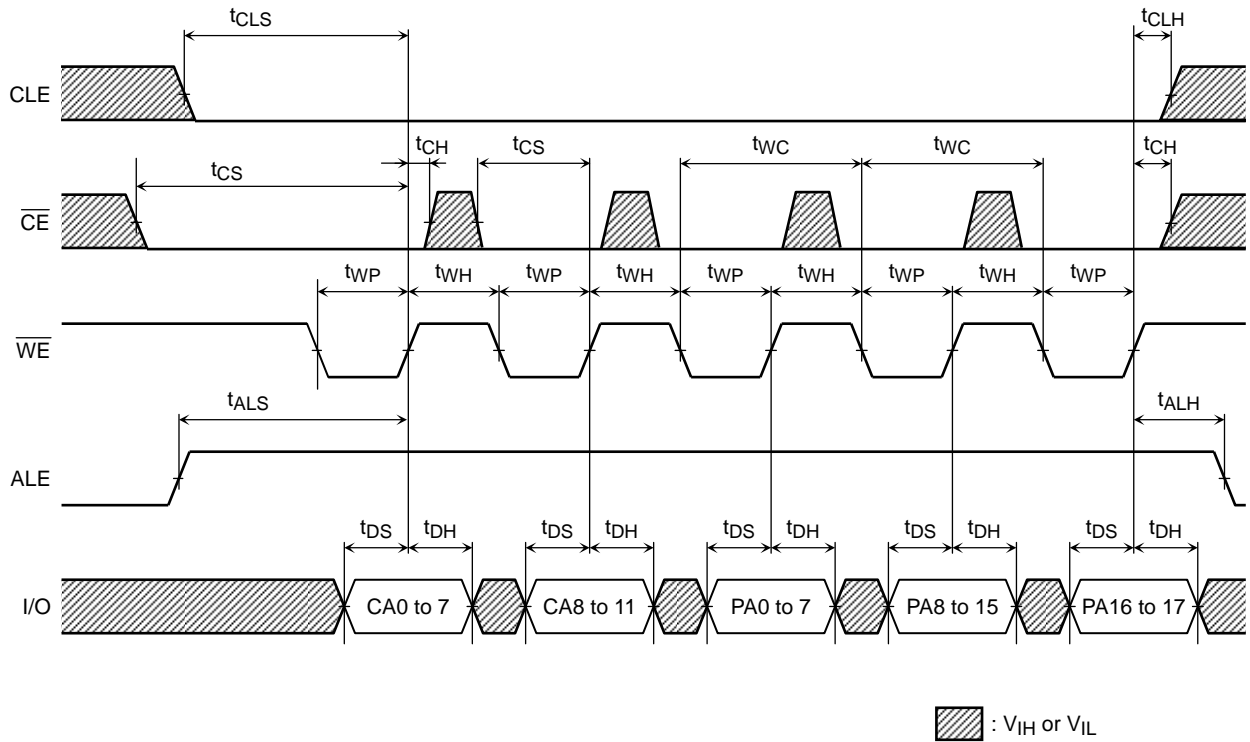 tCLS tCLH
CLE
tCH tCS tWC tWC tCH
tCS
CE
tWP tWH tWP tWH tWP tWH tWP tWH tWP
WE
tALS tALH
ALE
tDS tDH tDS tDH tDS tDH tDS tDH tDS tDH
I/O CA0 to 7 CA8 to 11 PA0 to 7 PA8 to 15 PA16 to 17
: VIH or VIL